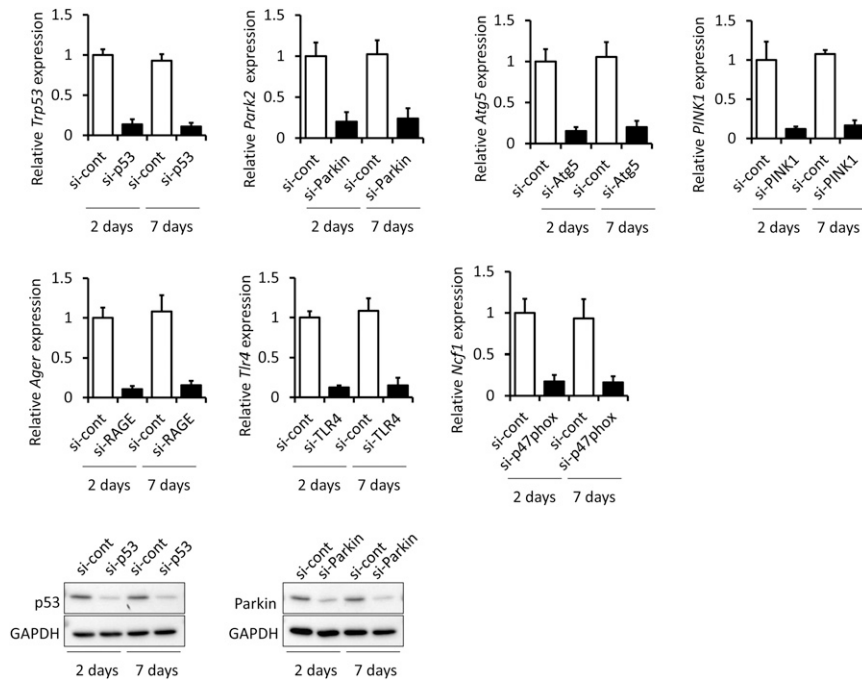 Relative Trp53 expression
1.5
1
0.5
0
si-cont
si-p53
si-cont
si-p53
2 days 7 days
Relative Park2 expression
1.5
1
0.5
0
si-cont
si-Parkin
si-cont
si-Parkin
2 days 7 days
Relative Atg5 expression
1.5
1
0.5
0
si-cont
si-Atg5
si-cont
si-Atg5
2 days 7 days
Relative PINK1 expression
1.5
1
0.5
0
si-cont
si-PINK1
si-cont
si-PINK1
2 days 7 days
Relative Ager expression
1.5
1
0.5
0
si-cont
si-RAGE
si-cont
si-RAGE
2 days 7 days
Relative Tlr4 expression
1.5
1
0.5
0
si-cont
si-TLR4
si-cont
si-TLR4
2 days 7 days
Relative Ncf1 expression
1.5
1
0.5
0
si-cont
si-p47phox
si-cont
si-p47phox
2 days 7 days
si-cont
si-p53
si-cont
si-p53
p53
GAPDH
2 days 7 days
si-cont
si-Parkin
si-cont
si-Parkin
Parkin
GAPDH
2 days 7 days